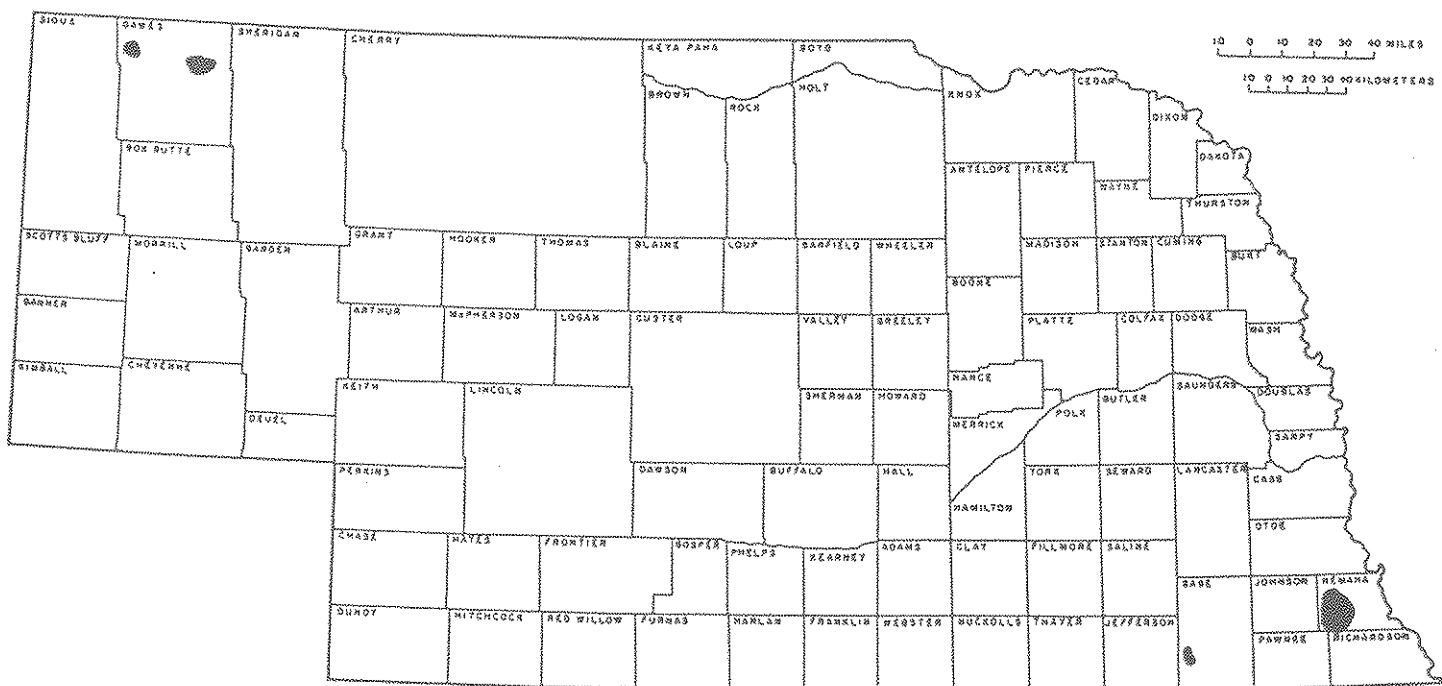 SIOUX DAWES SHERIDAN CHERRY KEYA PAHA BOYD
10 0 10 20 30 40 MILES
10 0 10 20 30 40 KILOMETERS
BROWN ROCK HOLT KNOX CEDAR DIXON
BOX BUTTE ANTELOPE PIERCE WAYNE DAKOTA
THURSTON
SCOTTS BLUFF MORRILL GARDEN GRANT HOOKER THOMAS BLAINE LOUP GARFIELD WHEELER MADISON STANTON CUMING BURT
BANNER ARTHUR McPHERSON LOGAN CUSTER VALLEY GREELEY BOONE PLATTE COLFAX DODGE WASH
KIMBALL CHEYENNE KEITH LINCOLN SHERMAN HOWARD NANCE BUTLER SAUNDERS DOUGLAS
DEUEL MERRICK POLK SARPY
PERKINS DAWSON BUFFALO HALL HAMILTON YORK SEWARD LANCASTER CASS
CHASE HAYES FRONTIER GOSPER PHELPS KEARNEY ADAMS CLAY FILLMORE SALINE OTOE
DUNDY HITCHCOCK RED WILLOW FURNAS HARLAN FRANKLIN WEBSTER NUCKOLLS THAYER JEFFERSON GAGE JOHNSON NEMAHA
PAWNEE RICHARDSON